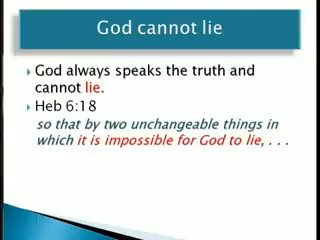 God cannot lie
God always speaks the truth and
cannot lie.
Heb 6:18
so that by two unchangeable things in
which it is impossible for God to lie, . . .